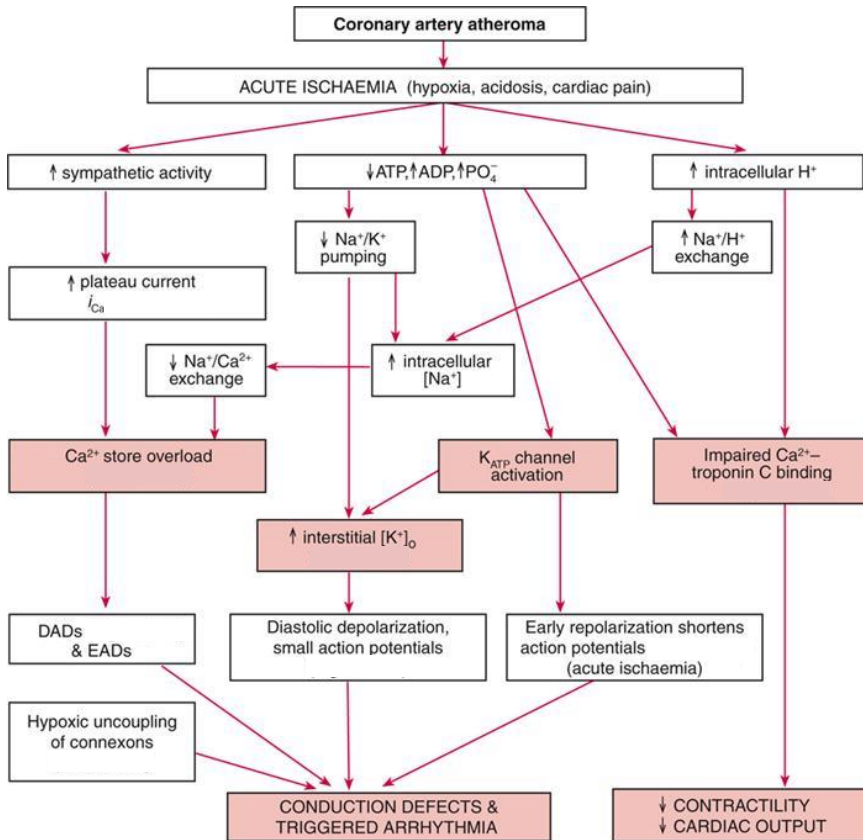 Coronary artery atheroma
ACUTE ISCHAEMIA (hypoxia, acidosis, cardiac pain)
↑ sympathetic activity
↓ATP,↑ADP,↑PO₄⁻
↑ intracellular H⁺
↓ Na⁺/K⁺
pumping
↑ Na⁺/H⁺
exchange
↑ plateau current
i_Ca
↓ Na⁺/Ca²⁺
exchange
↑ intracellular
[Na⁺]
Ca²⁺ store overload
K_ATP channel
activation
Impaired Ca²⁺–
troponin C binding
↑ interstitial [K⁺]₀
DADs
& EADs
Diastolic depolarization,
small action potentials
Early repolarization shortens
action potentials
(acute ischaemia)
Hypoxic uncoupling
of connexons
CONDUCTION DEFECTS &
TRIGGERED ARRHYTHMIA
↓ CONTRACTILITY
↓ CARDIAC OUTPUT